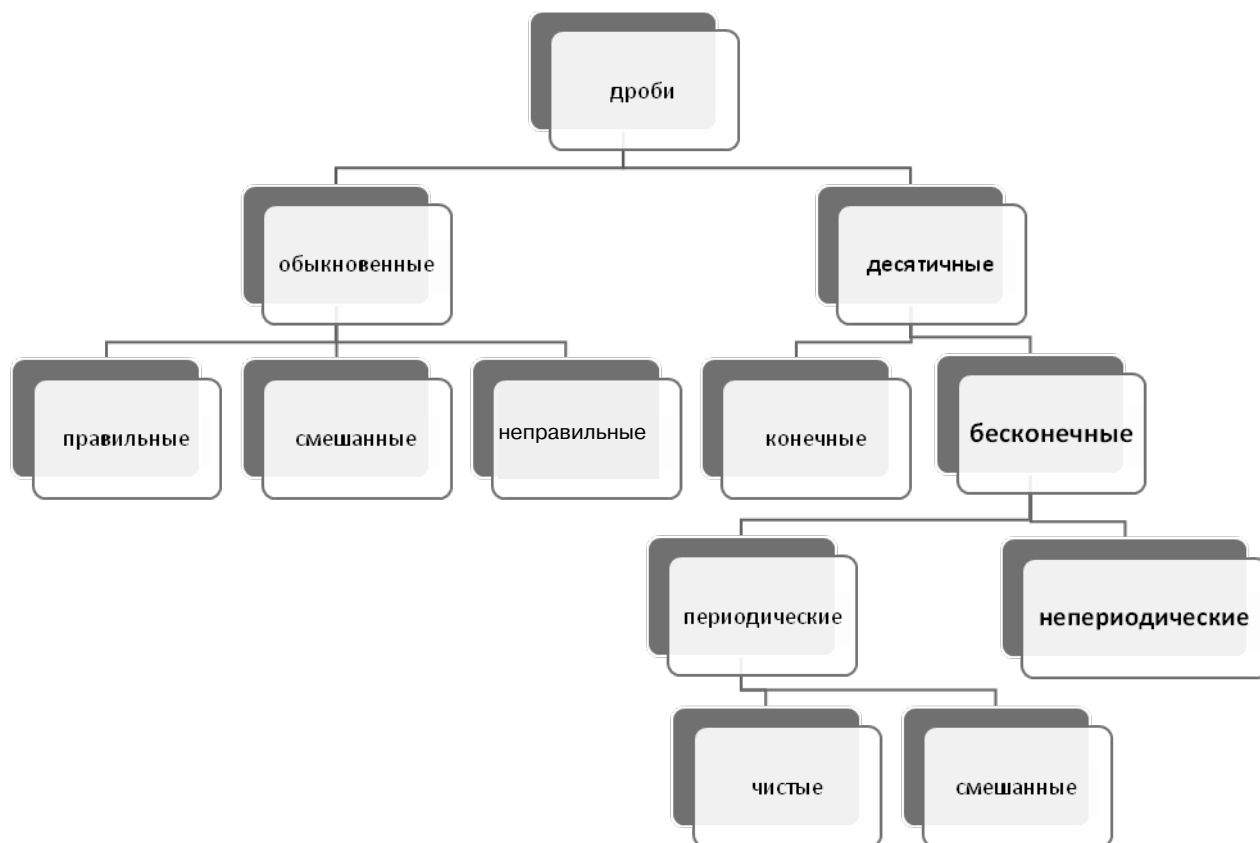 дроби
обыкновенные
десятичные
правильные
смешанные
неправильные
конечные
бесконечные
периодические
непериодические
чистые
смешанные